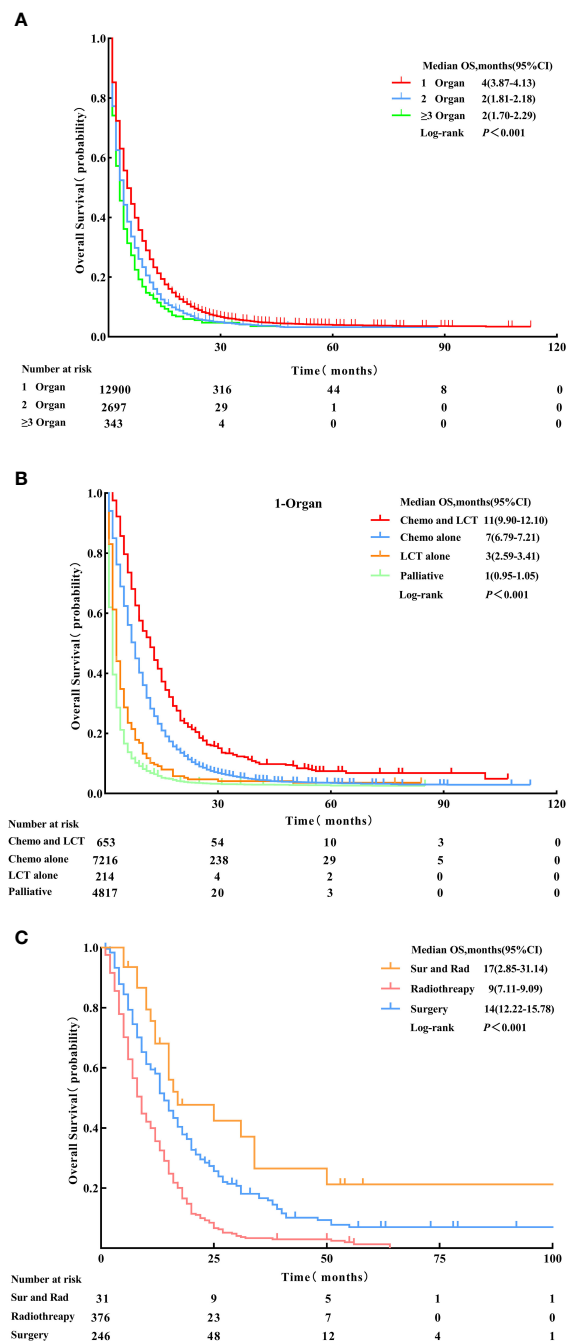 A
Median OS,months(95%CI)
1 Organ 4(3.87-4.13)
2 Organ 2(1.81-2.18)
≥3 Organ 2(1.70-2.29)
Log-rank P<0.001
Overall Survival( probability)
1.0
0.8
0.6
0.4
0.2
0.0
30 60 90 120
Time( months)
Number at risk
1 Organ 12900 316 44 8 0
2 Organ 2697 29 1 0 0
≥3 Organ 343 4 0 0 0
B
1-Organ
Median OS,months(95%CI)
Chemo and LCT 11(9.90-12.10)
Chemo alone 7(6.79-7.21)
LCT alone 3(2.59-3.41)
Palliative 1(0.95-1.05)
Log-rank P<0.001
Overall Survival( probability)
1.0
0.8
0.6
0.4
0.2
0.0
30 60 90 120
Time( months)
Number at risk
Chemo and LCT 653 54 10 3 0
Chemo alone 7216 238 29 5 0
LCT alone 214 4 2 0 0
Palliative 4817 20 3 0 0
C
Median OS,months(95%CI)
Sur and Rad 17(2.85-31.14)
Radiothreapy 9(7.11-9.09)
Surgery 14(12.22-15.78)
Log-rank P<0.001
Overall Survival( probability)
1.0
0.8
0.6
0.4
0.2
0 25 50 75 100
Time( months)
Number at risk
Sur and Rad 31 9 5 1 1
Radiothreapy 376 23 7 0 0
Surgery 246 48 12 4 1